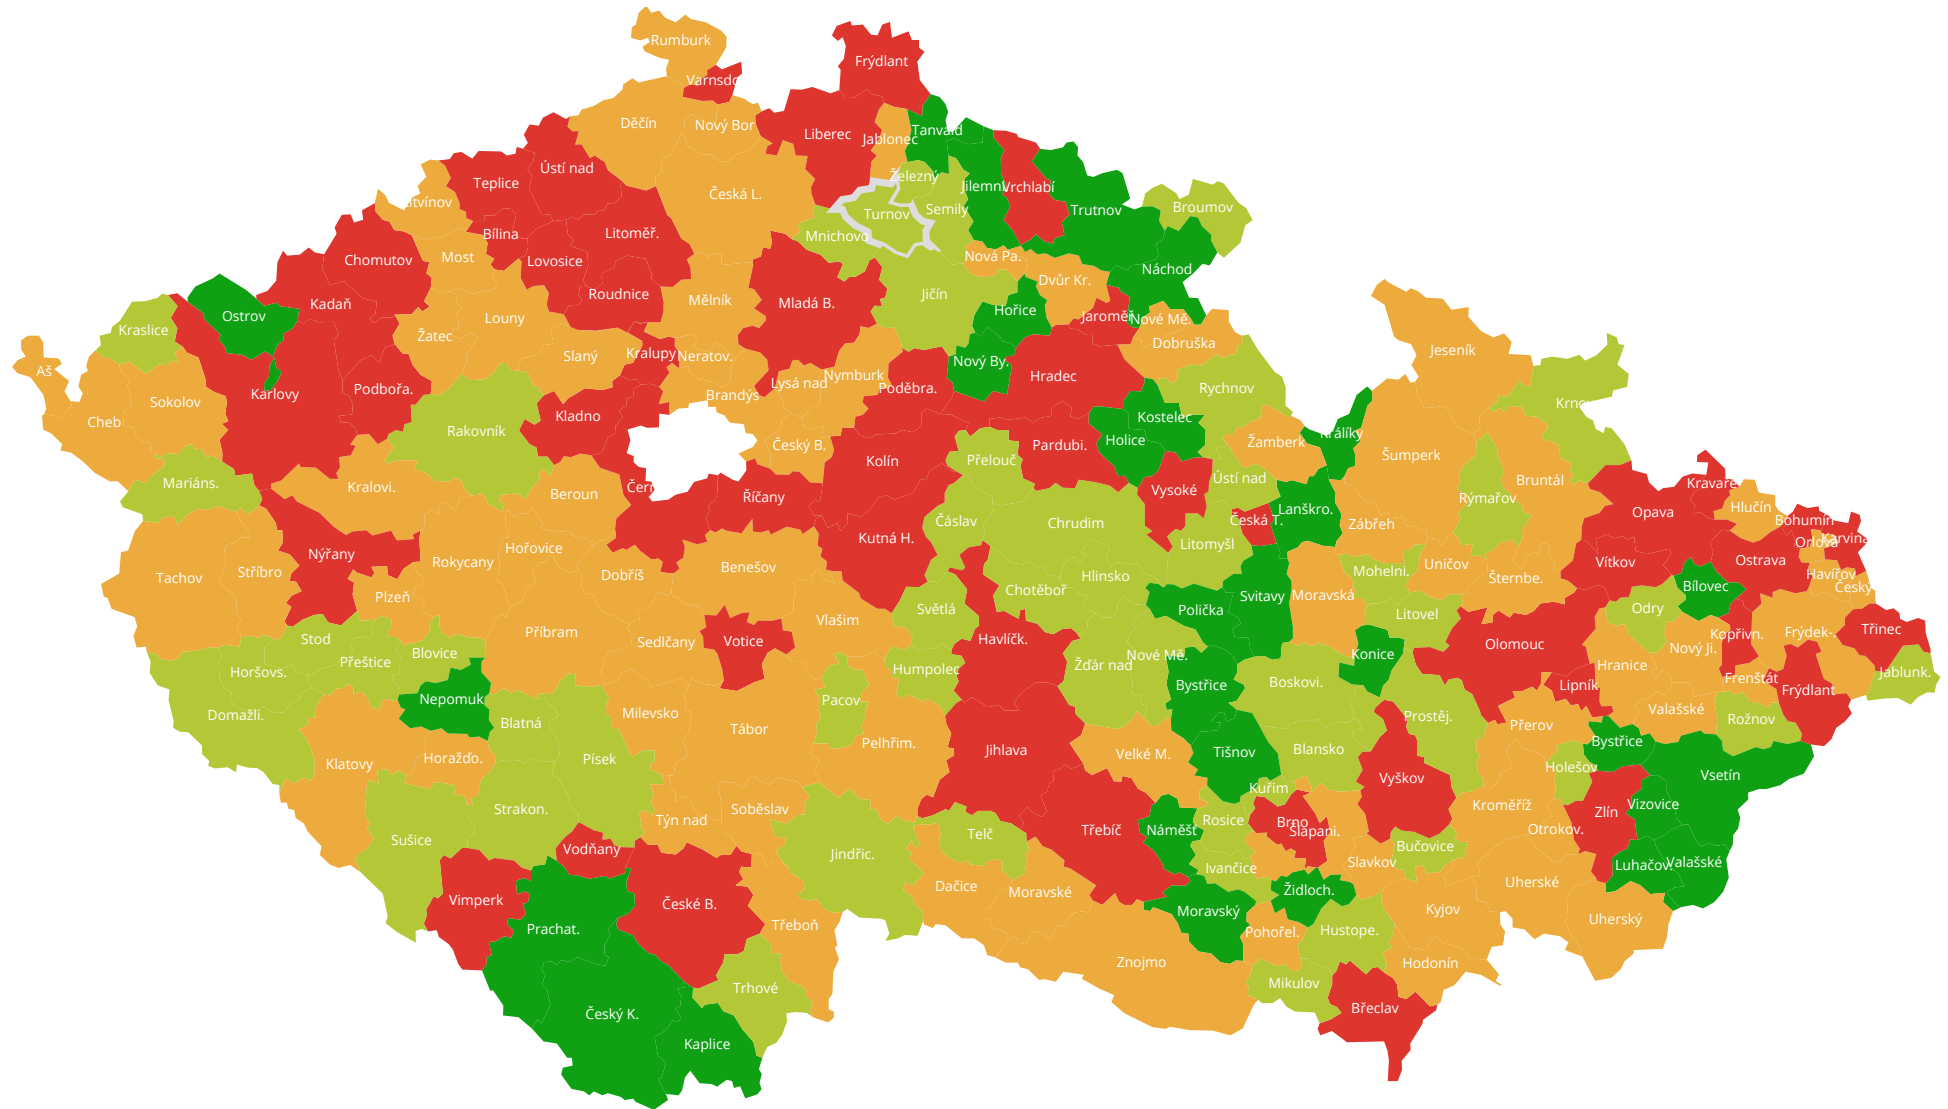 Rumburk
Frýdlant
Varnsdo
Děčín
Nový Bor
Liberec
Jablonec
Tanvald
Ústí nad
Teplice
Česká L.
Železný
Jilemni
Vrchlabí
Litvínov
Turnov
Semily
Trutnov
Broumov
Bílina
Litoměř.
Mnichovo
Chomutov
Most
Lovosice
Nová Pa.
Náchod
Dvůr Kr.
Kadaň
Roudnice
Mělník
Mladá B.
Jičín
Hořice
Ostrov
Louny
Jaroměř
Nové Mě.
Kraslice
Žatec
Slaný
Kralupy
Neratov.
Dobruška
Jeseník
Aš
Nový By.
Hradec
Karlovy
Podbořa.
Lysá nad
Nymburk
Poděbra.
Rychnov
Sokolov
Brandýs
Krnov
Cheb
Rakovník
Kladno
Kostelec
Český B.
Pardubi.
Holice
Žamberk
Králíky
Kolín
Přelouč
Šumperk
Mariáns.
Kralovi.
Beroun
Čern
Říčany
Vysoké
Ústí nad
Bruntál
Rýmařov
Kravaře
Čáslav
Chrudim
Česká T.
Lanškro.
Zábřeh
Opava
Hlučín
Bohumín
Kutná H.
Litomyšl
Orlová
Karviná
Nýřany
Hořovice
Rokycany
Vítkov
Ostrava
Tachov
Stříbro
Dobříš
Benešov
Hlinsko
Mohelni.
Uničov
Šternbe.
Havířov
Český
Plzeň
Chotěboř
Svitavy
Moravská
Bílovec
Světlá
Polička
Litovel
Odry
Vlašim
Příbram
Stod
Sedlčany
Votice
Havlíčk.
Olomouc
Kopřivn.
Frýdek-.
Třinec
Blovice
Přeštice
Nové Mě.
Konice
Nový Ji.
Horšovs.
Humpolec
Žďár nad
Hranice
Jablunk.
Nepomuk
Bystřice
Boskovi.
Lipník
Frenštát
Frýdlant
Domažli.
Milevsko
Pacov
Blatná
Prostěj.
Přerov
Valašské
Rožnov
Tábor
Pelhřim.
Jihlava
Velké M.
Tišnov
Blansko
Bystřice
Klatovy
Horažďo.
Písek
Vyškov
Holešov
Vsetín
Kuřim
Strakon.
Soběslav
Týn nad
Kroměříž
Zlín
Vizovice
Telč
Třebíč
Náměšť
Rosice
Brno
Šlapani.
Otrokov.
Sušice
Vodňany
Jindřic.
Bučovice
Slavkov
Ivančice
Luhačov.
Valašské
Dačice
Moravské
Židloch.
Uherské
Vimperk
České B.
Moravský
Kyjov
Uherský
Prachat.
Třeboň
Pohořel.
Hustope.
Znojmo
Hodonín
Trhové
Mikulov
Český K.
Břeclav
Kaplice